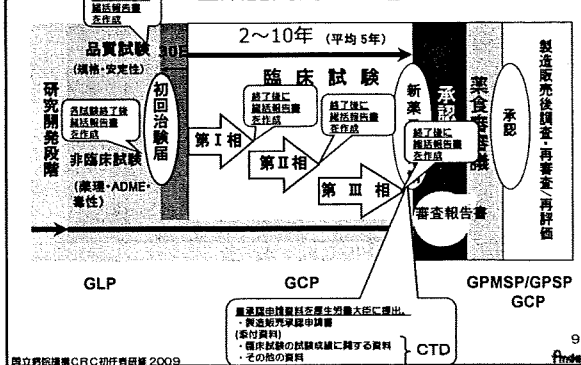 総括報告書
を作成
品質試験
(規格・安定性)
30日
2〜10年 (平均5年)
臨床試験
研究開発段階
初回治験届
各試験終了後
総括報告書
を作成
非臨床試験
(薬理・ADME・
毒性)
終了後に
総括報告書
を作成
第Ⅰ相
終了後に
総括報告書
を作成
第Ⅱ相
終了後に
総括報告書
を作成
第Ⅲ相
新薬
承認
審査報告書
承認
製造販売後調査・再審査/再評価
GLP
GCP
GPMSP/GPSP
GCP
・製造販売承認申請書
(添付資料)
・臨床試験の試験成績に関する資料
・その他の資料
CTD
国立病院機構CRC初任者研修 2009
9